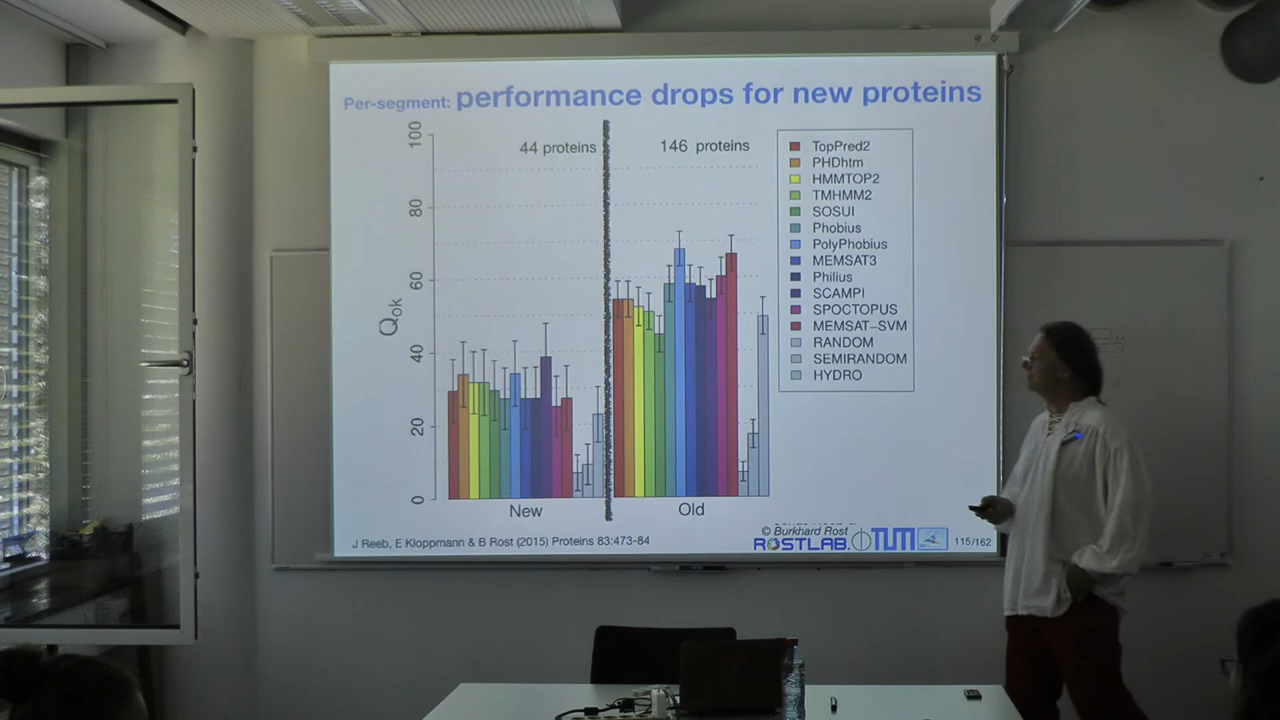 Per-segment: performance drops for new proteins
44 proteins
146 proteins
100
80
60
40
20
0
Qok
New
Old
TopPred2
PHDhtm
HMMTOP2
TMHMM2
SOSUI
Phobius
PolyPhobius
MEMSAT3
Philius
SCAMPI
SPOCTOPUS
MEMSAT-SVM
RANDOM
SEMIRANDOM
HYDRO
J Reeb, E Kloppmann & B Rost (2015) Proteins 83:473-84
© Burkhard Rost
ROSTLAB.
TUM
115/162